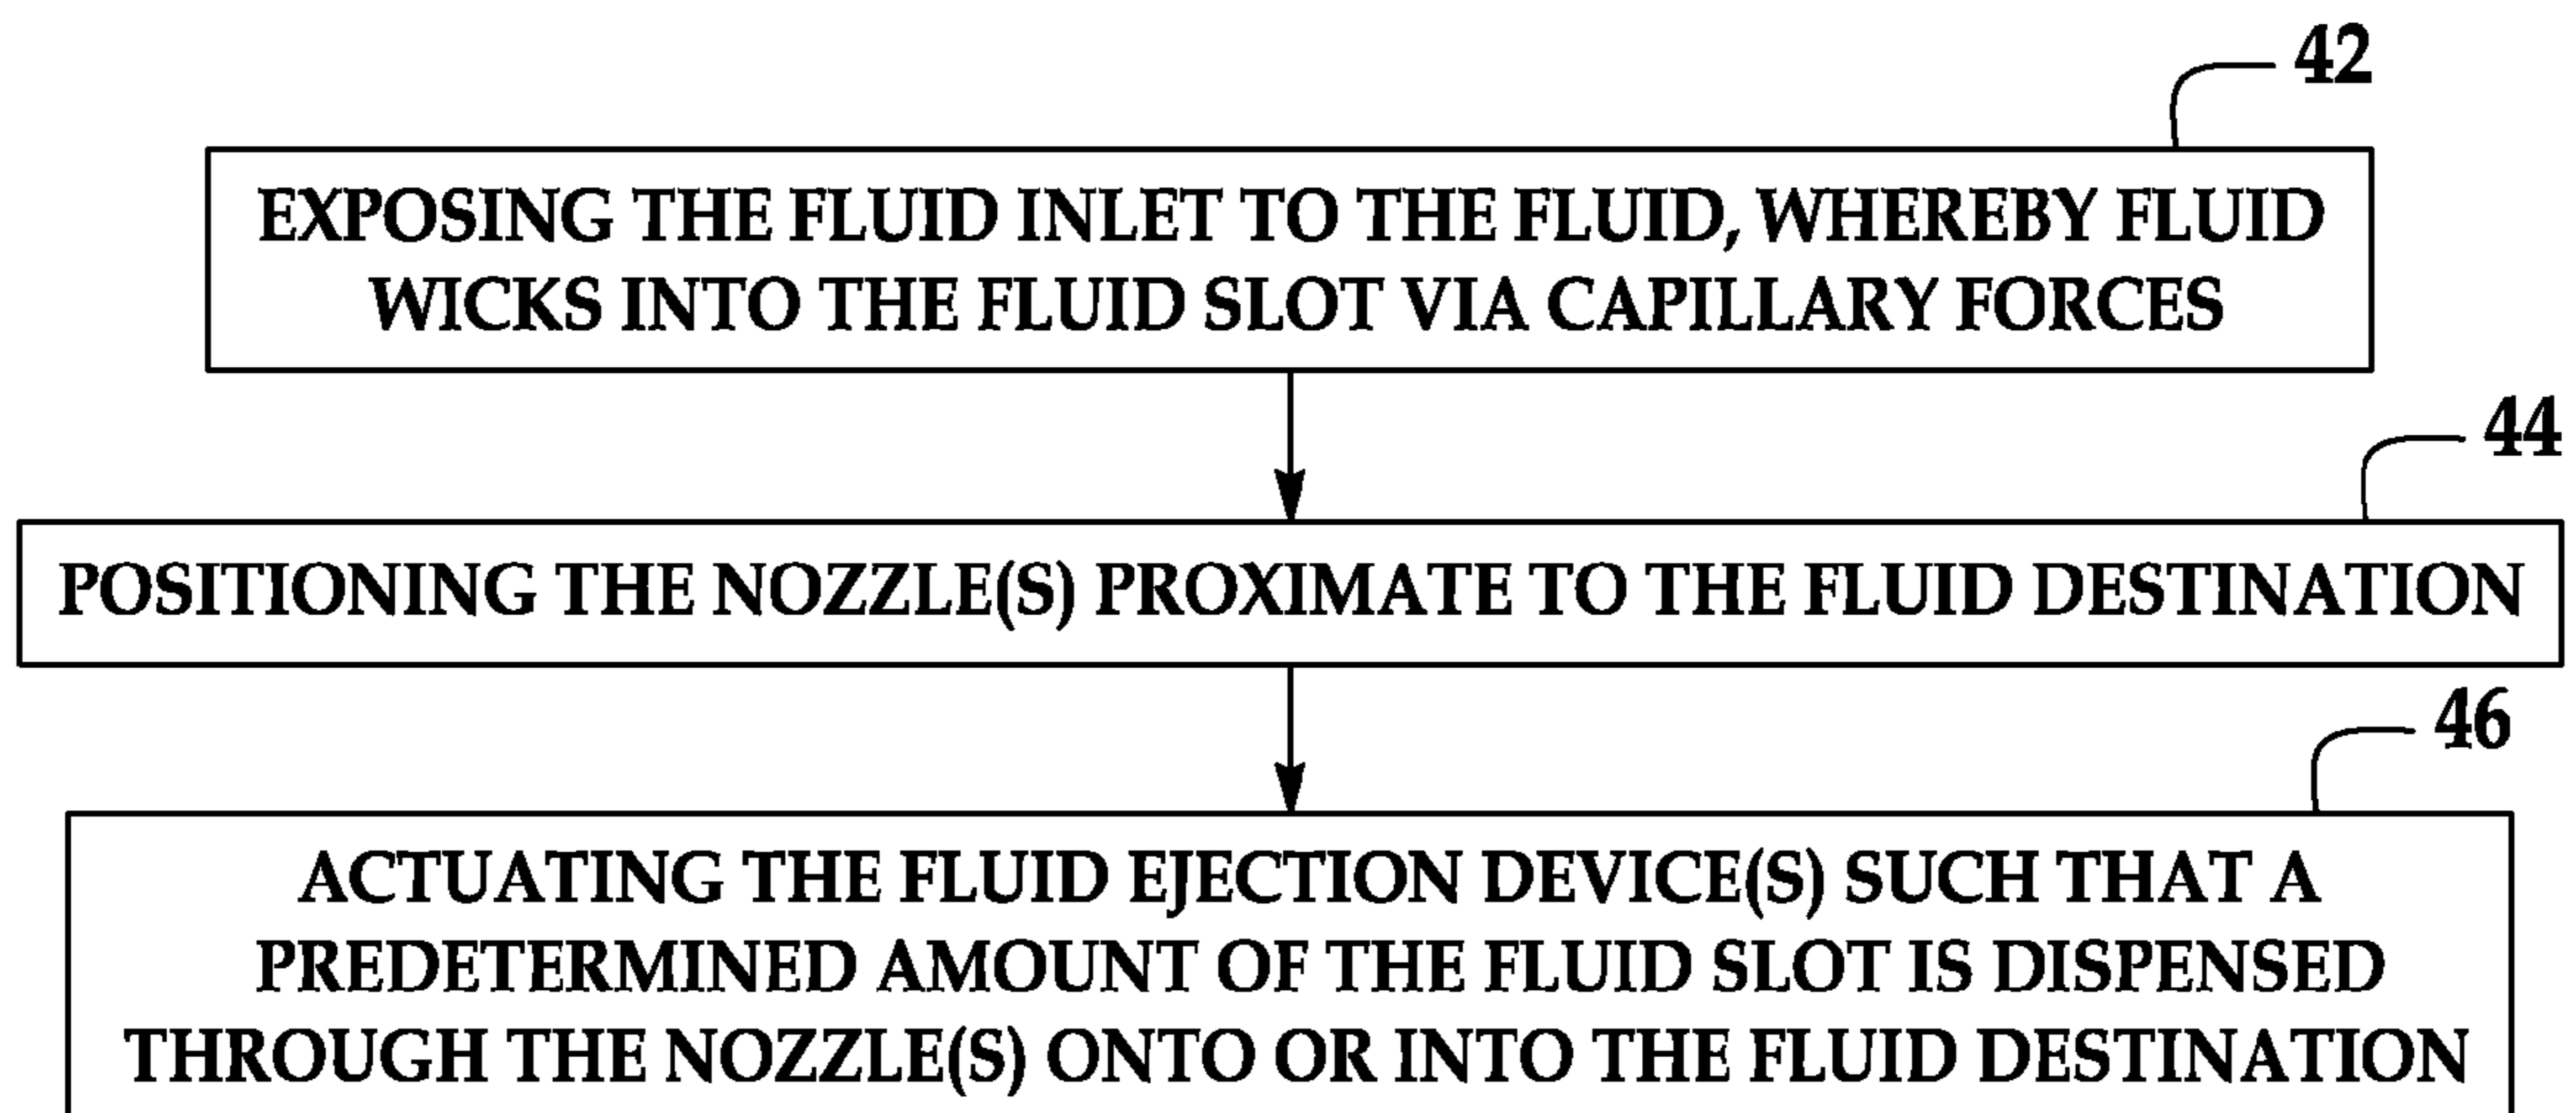 42
EXPOSING THE FLUID INLET TO THE FLUID, WHEREBY FLUID
WICKS INTO THE FLUID SLOT VIA CAPILLARY FORCES
44
POSITIONING THE NOZZLE(S) PROXIMATE TO THE FLUID DESTINATION
46
ACTUATING THE FLUID EJECTION DEVICE(S) SUCH THAT A
PREDETERMINED AMOUNT OF THE FLUID SLOT IS DISPENSED
THROUGH THE NOZZLE(S) ONTO OR INTO THE FLUID DESTINATION